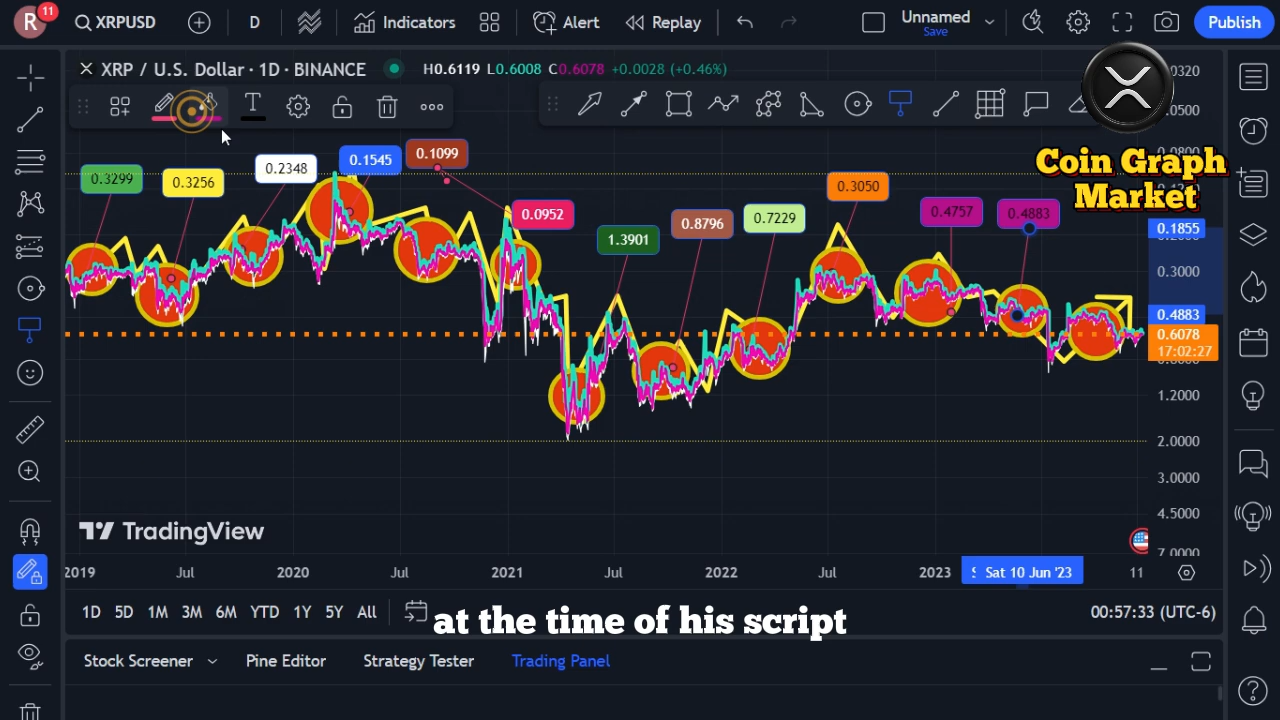 R
11
XRPUSD
D
Indicators
Alert
Replay
Unnamed
Save
Publish
XRP / U.S. Dollar · 1D · BINANCE
H0.6119 L0.6008 C0.6078 +0.0028 (+0.46%)
T
Coin Graph
Market
0.3299
0.3256
0.2348
0.1545
0.1099
0.0952
1.3901
0.8796
0.7229
0.3050
0.4757
0.4883
0.0800
0.1855
0.3000
0.4883
0.6078
17:02:27
1.2000
2.0000
3.0000
4.5000
7.0000
TradingView
2019
Jul
2020
Jul
2021
Jul
2022
Jul
2023
Sat 10 Jun '23
11
1D 5D 1M 3M 6M YTD 1Y 5Y All
00:57:33 (UTC-6)
at the time of his script
Stock Screener
Pine Editor
Strategy Tester
Trading Panel